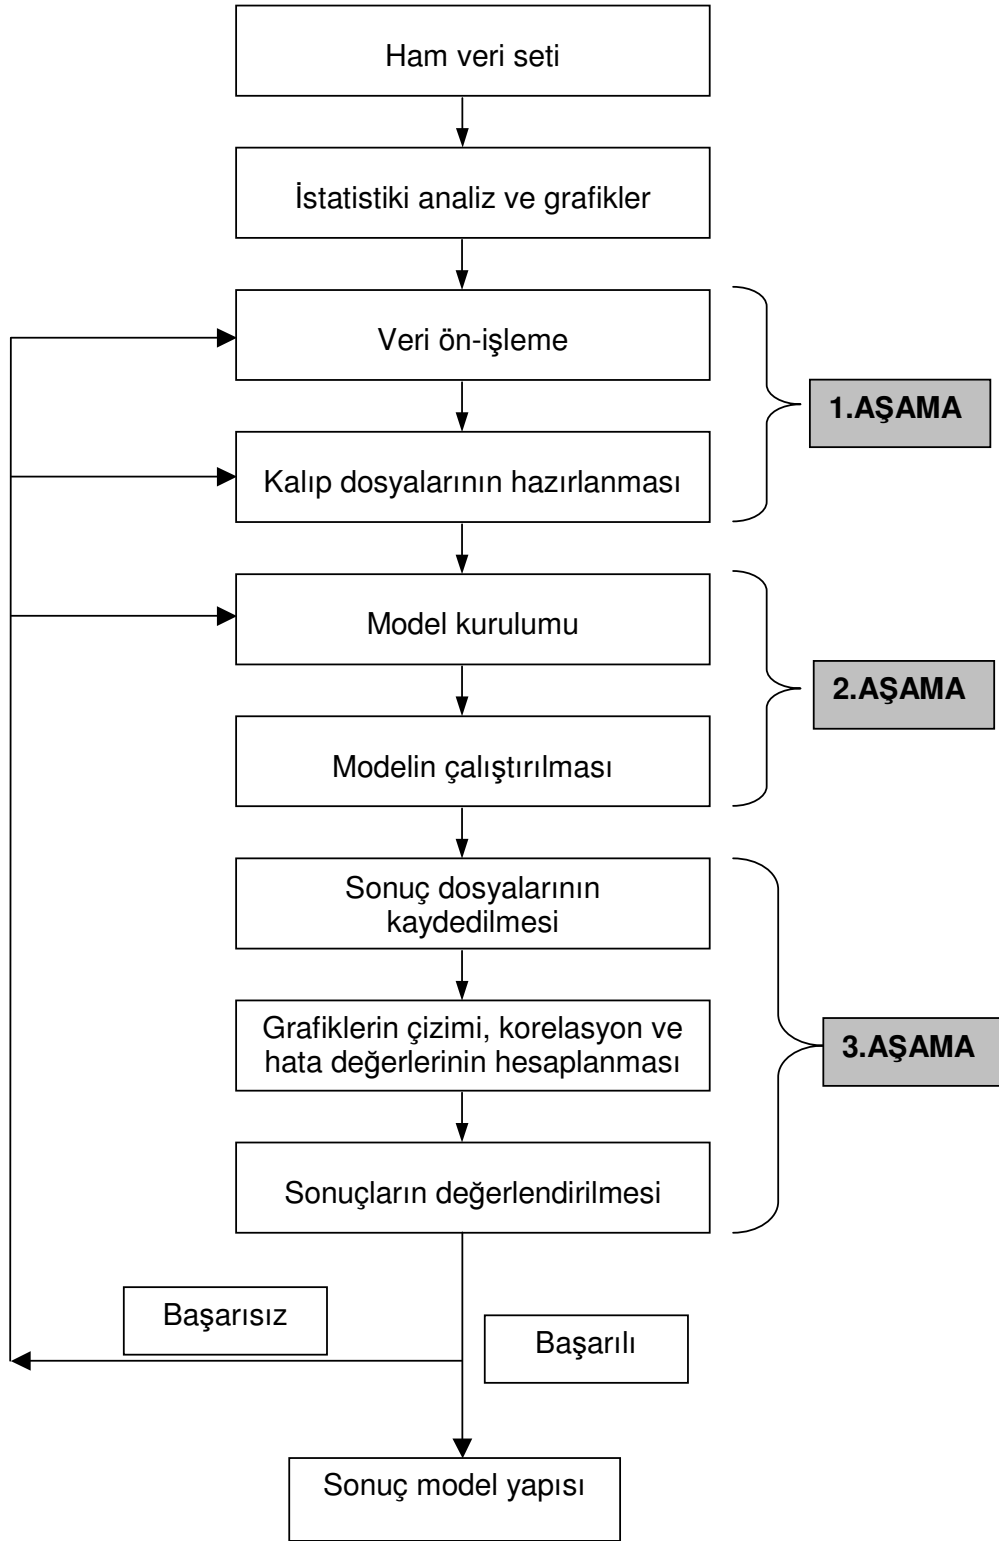 Ham veri seti
İstatistiki analiz ve grafikler
Veri ön-işleme
1.AŞAMA
Kalıp dosyalarının hazırlanması
Model kurulumu
2.AŞAMA
Modelin çalıştırılması
Sonuç dosyalarının
kaydedilmesi
Grafiklerin çizimi, korelasyon ve
hata değerlerinin hesaplanması
3.AŞAMA
Sonuçların değerlendirilmesi
Başarısız
Başarılı
Sonuç model yapısı